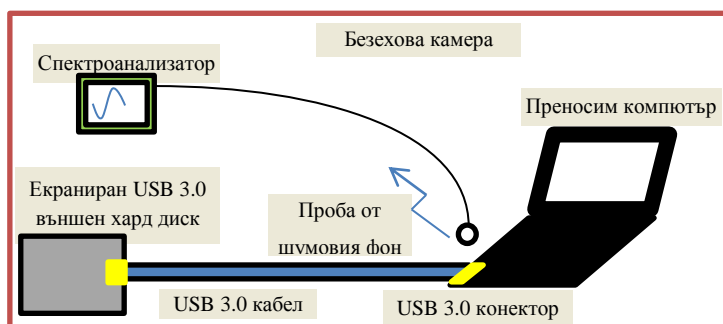 Безехова камера
Спектроанализатор
Преносим компютър
Екраниран USB 3.0
външен хард диск
Проба от
шумовия фон
USB 3.0 кабел
USB 3.0 конектор